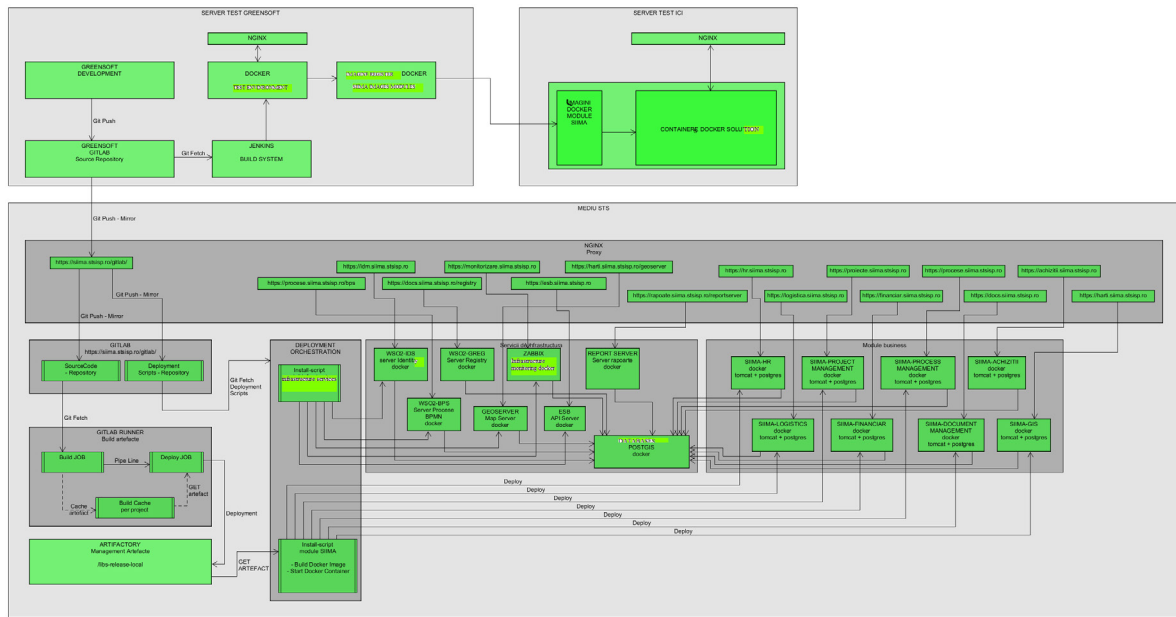 SERVER TEST GREENSOFT
NGINX
GREENSOFT
DEVELOPMENT
DOCKER
TEST ENVIRONMENT
DOCKER
SIIMA IMAGES MODULES
Git Push
GREENSOFT
GITLAB
Source Repository
Git Fetch
JENKINS
BUILD SYSTEM
SERVER TEST ICI
NGINX
IMAGINI
DOCKER
MODULE
SIIMA
CONTAINERE DOCKER SOLUTION
Git Push - Mirror
MEDIU STS
NGINX
Proxy
https://siima.stsisp.ro/gitlab/
https://idm.siima.stsisp.ro
https://monitorizare.siima.stsisp.ro
https://harti.siima.stsisp.ro/geoserver
https://hr.siima.stsisp.ro
https://proiecte.siima.stsisp.ro
https://procese.siima.stsisp.ro
https://achizitii.siima.stsisp.ro
https://procese.siima.stsisp.ro/bps
https://docs.siima.stsisp.ro/registry
https://esb.siima.stsisp.ro
https://rapoate.siima.stsisp.ro/reportserver
https://logistica.siima.stsisp.ro
https://financiar.siima.stsisp.ro
https://docs.siima.stsisp.ro
https://harti.siima.stsisp.ro
Git Push - Mirror
Git Push - Mirror
GITLAB
https://siima.stsisp.ro/gitlab/
SourceCode
- Repository
Deployment
Scripts - Repository
Git Fetch
Deployment
Scripts
DEPLOYMENT
ORCHESTRATION
Install-script
infrastructure services
Servicii de infrastructura
WSO2-IDS
server Identity
docker
WSO2-GREG
Server Registry
docker
ZABBIX
Infrastructure
monitoring docker
REPORT SERVER
Server rapoarte
docker
WSO2-BPS
Server Process
BPMN
docker
GEOSERVER
Map Server
docker
ESB
API Server
docker
POSTGIS
docker
Module business
SIIMA-HR
docker
tomcat + postgres
SIIMA-PROJECT
MANAGEMENT
docker
tomcat + postgres
SIIMA-PROCESS
MANAGEMENT
docker
tomcat + postgres
SIIMA-ACHIZITII
docker
tomcat + postgres
SIIMA-LOGISTICS
docker
tomcat + postgres
SIIMA-FINANCIAR
docker
tomcat + postgres
SIIMA-DOCUMENT
MANAGEMENT
docker
tomcat + postgres
SIIMA-GIS
docker
tomcat + postgres
Git Fetch
GITLAB RUNNER
Build artefacte
Build JOB
Pipe Line
Deploy JOB
Cache
artefact
Build Cache
per project
GET
artefact
Deployment
ARTIFACTORY
Management Artefacte
/libs-release-local
GET
ARTEFACT
Install-script
module SIIMA
- Build Docker Image
- Start Docker Container
Deploy
Deploy
Deploy
Deploy
Deploy
Deploy
Deploy